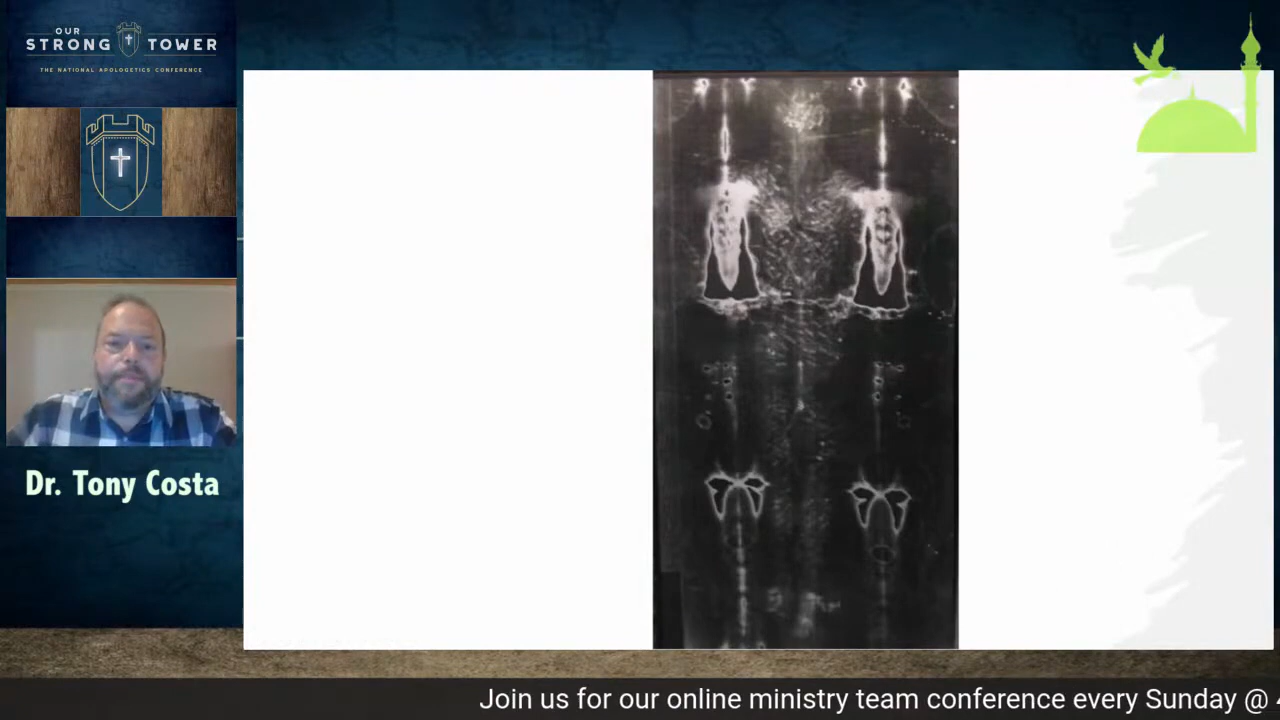 OUR
STRONG TOWER
THE NATIONAL APOLOGETICS CONFERENCE
Dr. Tony Costa
Join us for our online ministry team conference every Sunday @